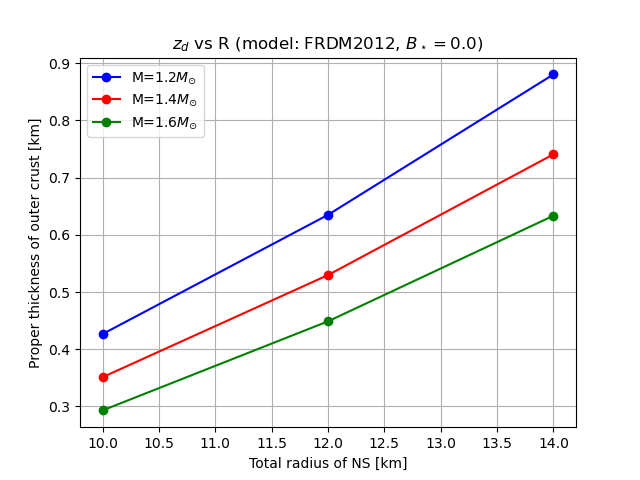 z_d vs R (model: FRDM2012, B⋆ = 0.0)
M=1.2M⊙
M=1.4M⊙
M=1.6M⊙
Proper thickness of outer crust [km]
0.9
0.8
0.7
0.6
0.5
0.4
0.3
10.0 10.5 11.0 11.5 12.0 12.5 13.0 13.5 14.0
Total radius of NS [km]